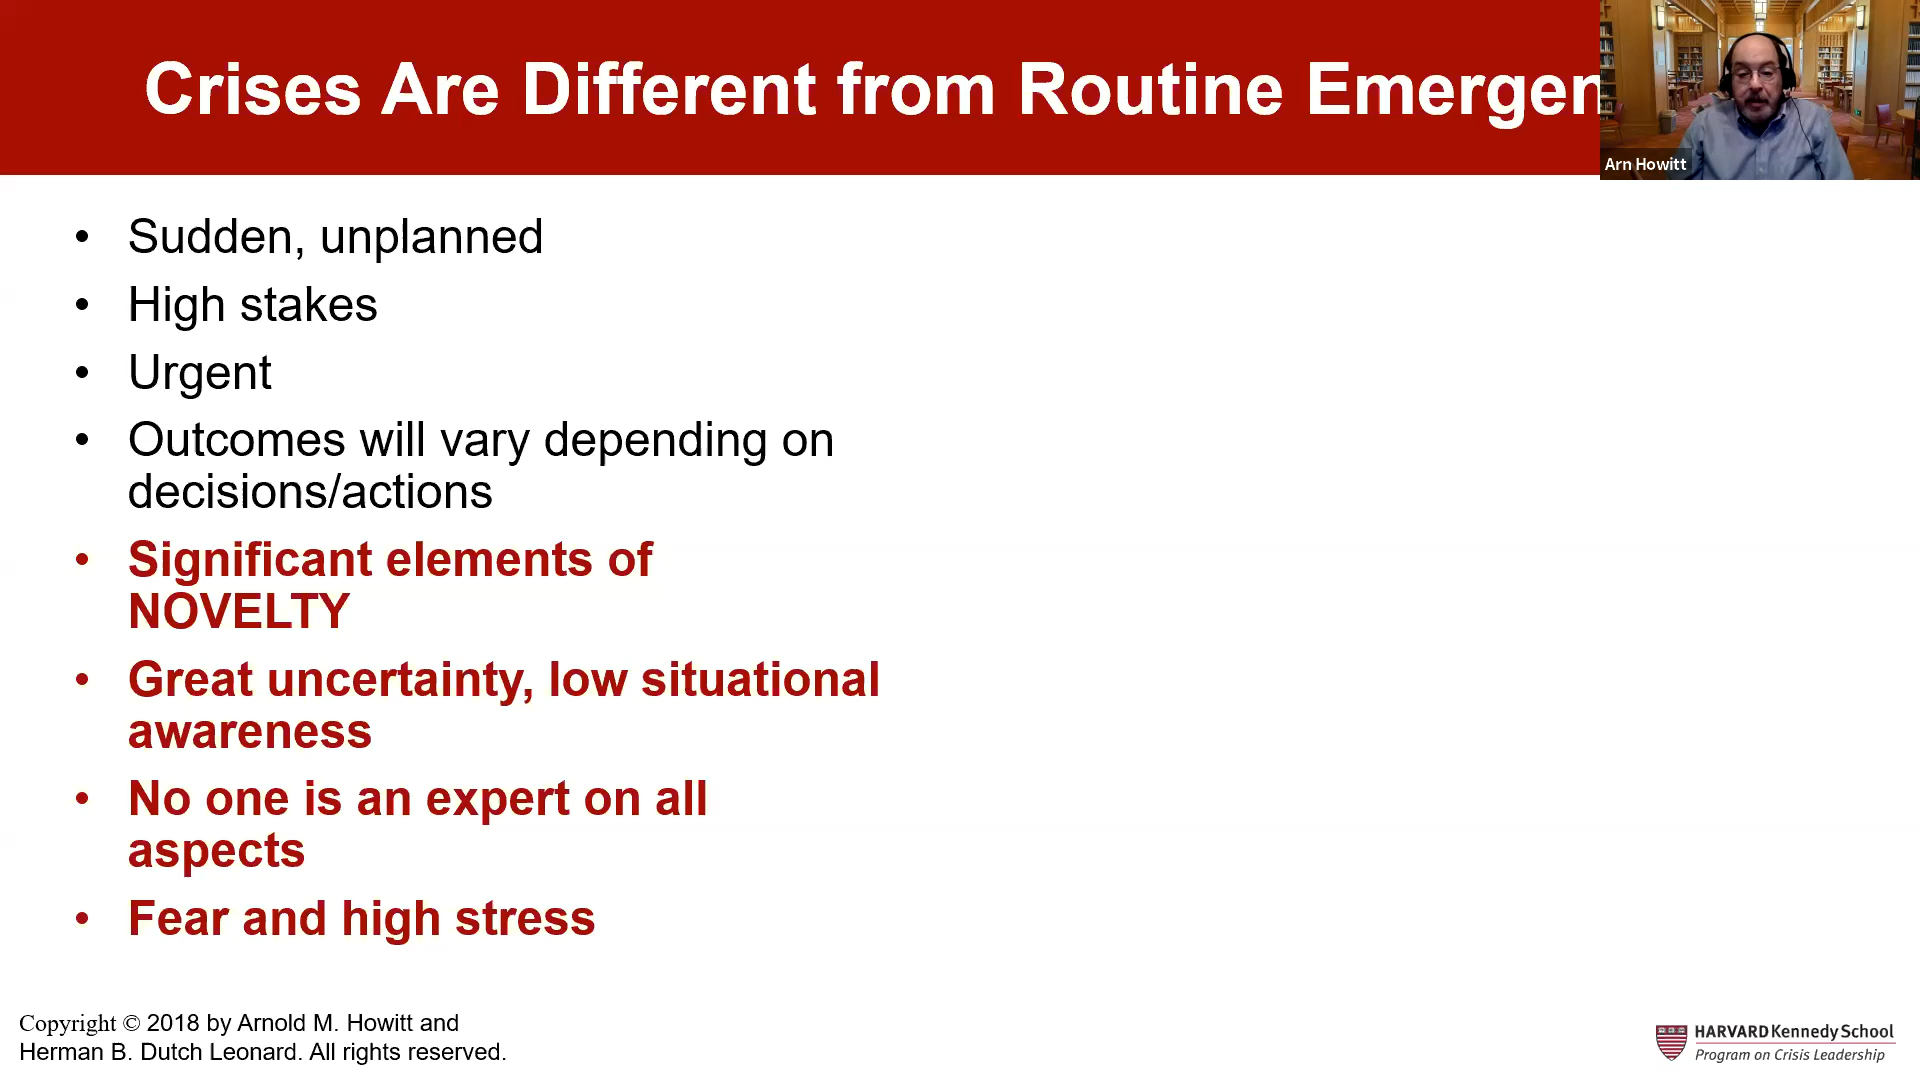 Crises Are Different from Routine Emergen
Arn Howitt
• Sudden, unplanned
• High stakes
• Urgent
• Outcomes will vary depending on
decisions/actions
• Significant elements of
NOVELTY
• Great uncertainty, low situational
awareness
• No one is an expert on all
aspects
• Fear and high stress
Copyright © 2018 by Arnold M. Howitt and
Herman B. Dutch Leonard. All rights reserved.
HARVARD Kennedy School
Program on Crisis Leadership